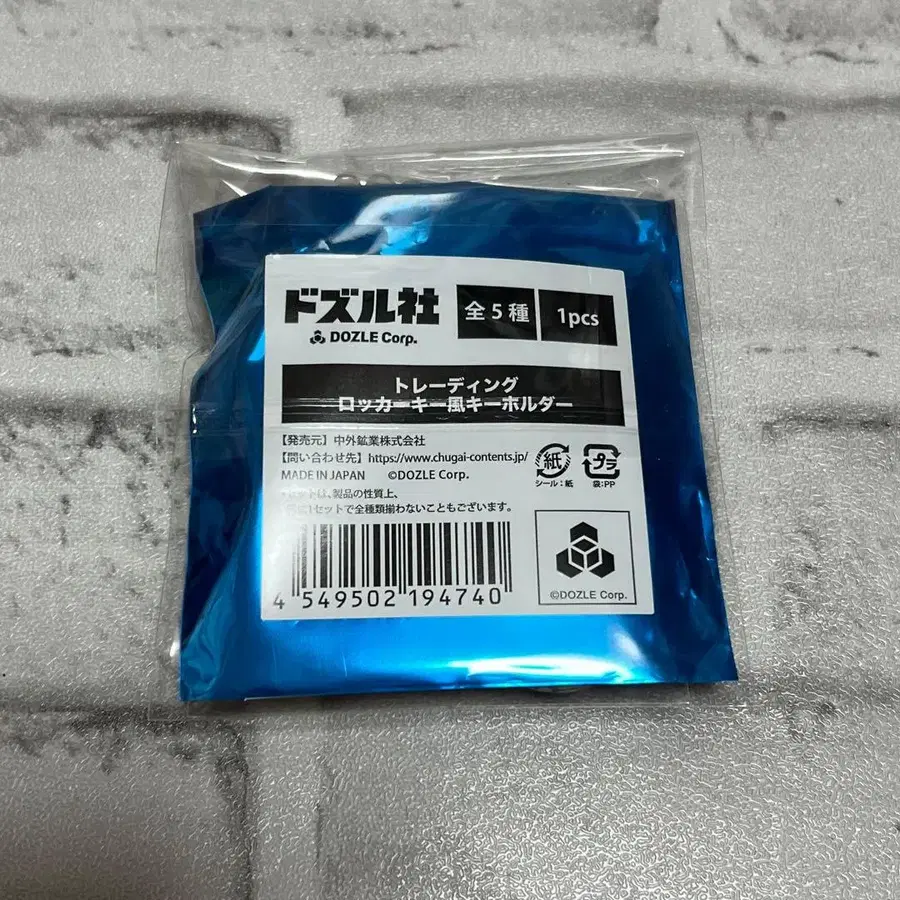 ドズル社
DOZLE Corp.
全5種
1pcs
トレーディング
ロッカーキー風キーホルダー
【発売元】中外鉱業株式会社
【問い合わせ先】https://www.chugai-contents.jp/
MADE IN JAPAN ©DOZLE Corp.
は、製品の性質上、
1セットで全種類揃わないこともございます。
紙
シール:紙
プラ
袋:PP
4 549502 194740
©DOZLE Corp.